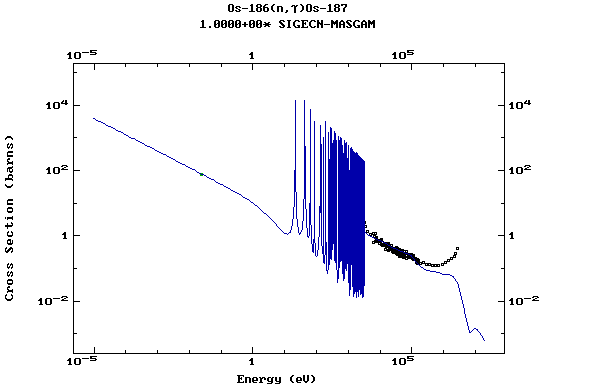 Os-186(n,γ)Os-187
1.0000+00* SIGECN-MASGAM
10⁻⁵ 1 10⁵
10⁴ 10⁴
10² 10²
1 1
10⁻² 10⁻²
Cross Section (barns)
10⁻⁵ 1 10⁵
Energy (eV)